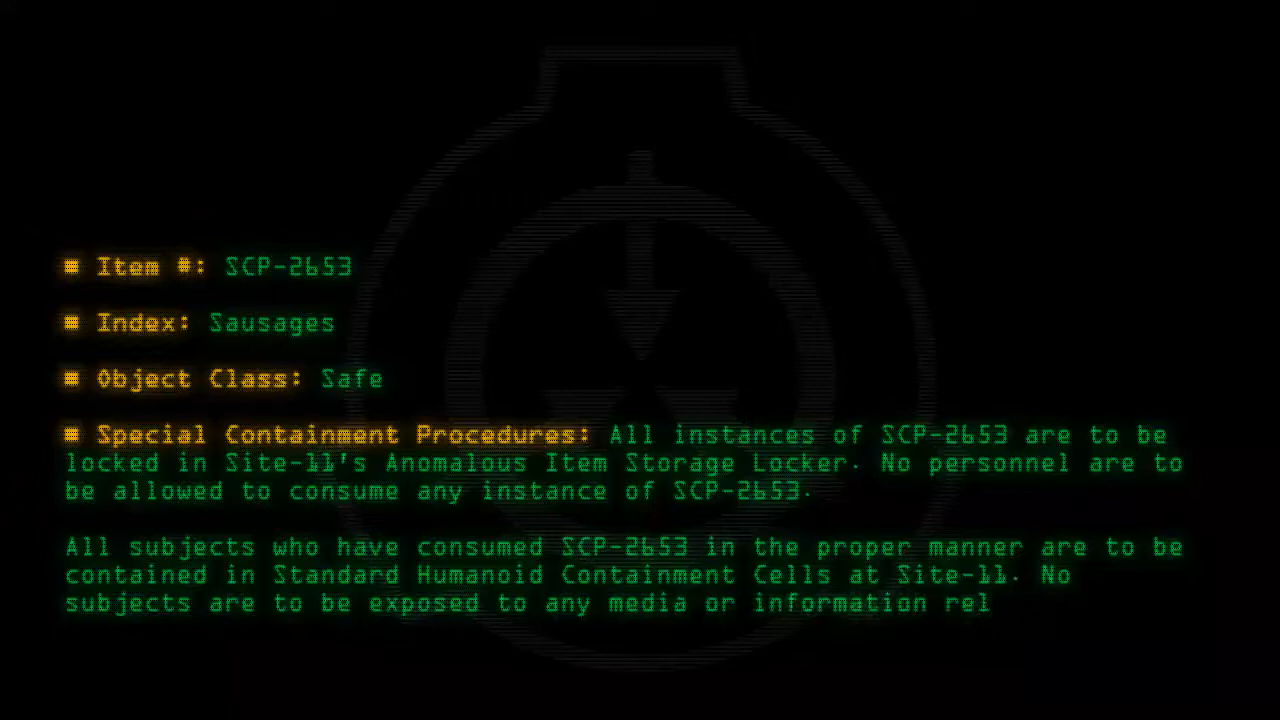 ■ Item #: SCP-2653
■ Index: Sausages
■ Object Class: Safe
■ Special Containment Procedures: All instances of SCP-2653 are to be
locked in Site-11's Anomalous Item Storage Locker. No personnel are to
be allowed to consume any instance of SCP-2653.
All subjects who have consumed SCP-2653 in the proper manner are to be
contained in Standard Humanoid Containment Cells at Site-11. No
subjects are to be exposed to any media or information rel